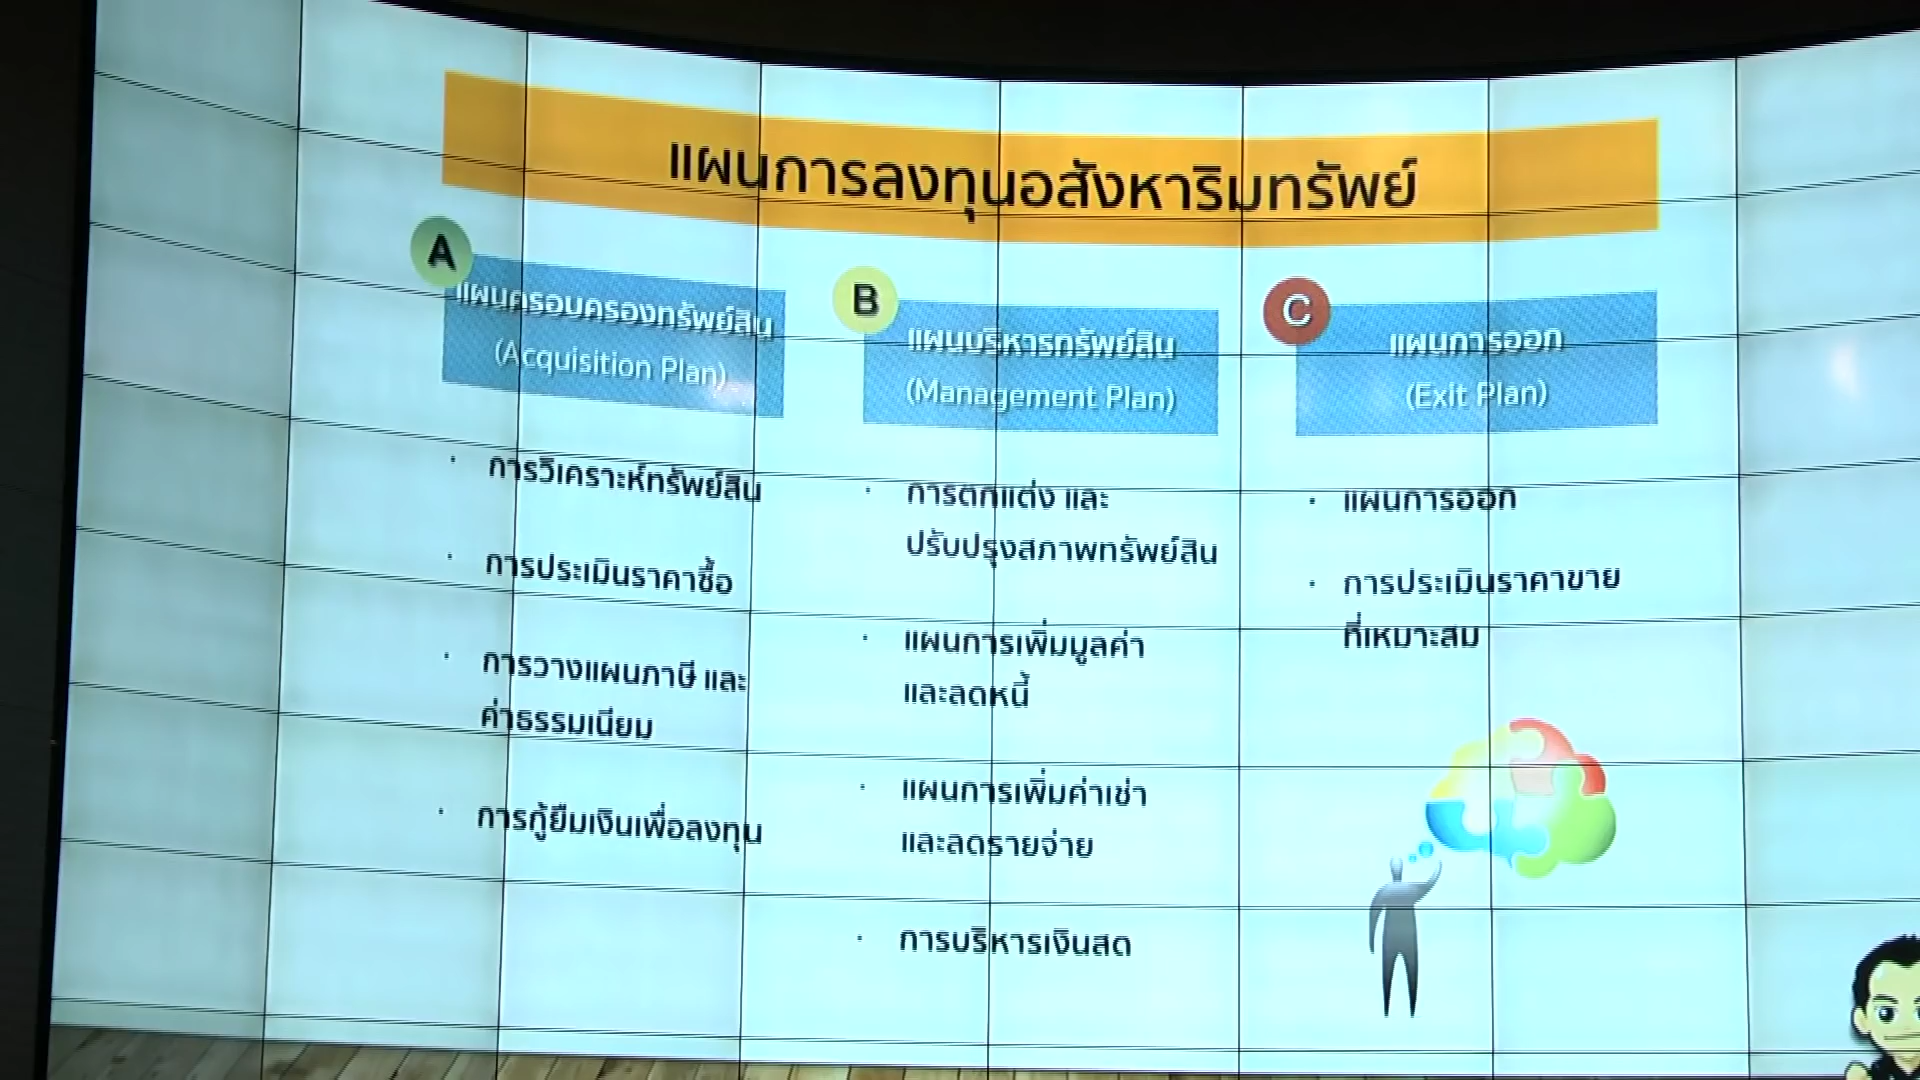 แผนการลงทุนอสังหาริมทรัพย์
A
แผนครอบครองทรัพย์สิน
(Acquisition Plan)
การวิเคราะห์ทรัพย์สิน
การประเมินราคาซื้อ
การวางแผนภาษี และ
ค่าธรรมเนียม
การกู้ยืมเงินเพื่อลงทุน
B
แผนบริหารทรัพย์สิน
(Management Plan)
การตกแต่ง และ
ปรับปรุงสภาพทรัพย์สิน
แผนการเพิ่มมูลค่า
และลดหนี้
แผนการเพิ่มค่าเช่า
และลดรายจ่าย
การบริหารเงินสด
C
แผนการออก
(Exit Plan)
แผนการออก
การประเมินราคาขาย
ที่เหมาะสม